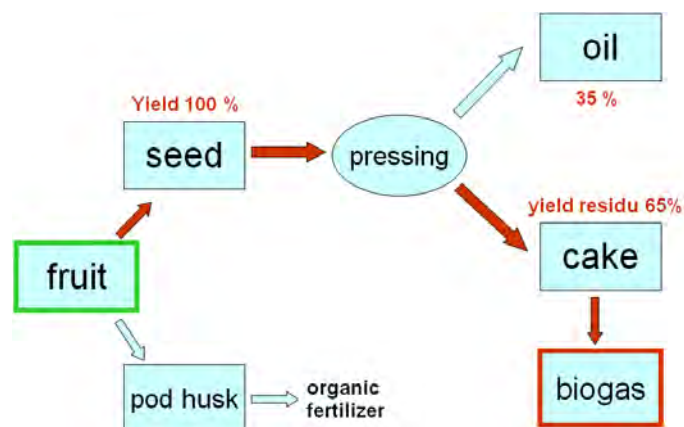 oil
35 %
Yield 100 %
seed
pressing
yield residu 65%
cake
fruit
biogas
pod husk
organic
fertilizer